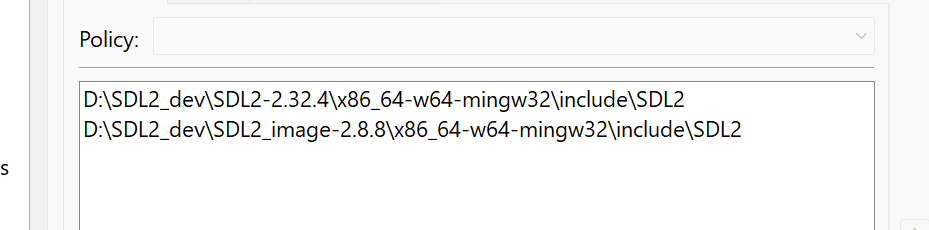 Policy:
D:\SDL2_dev\SDL2-2.32.4\x86_64-w64-mingw32\include\SDL2
D:\SDL2_dev\SDL2_image-2.8.8\x86_64-w64-mingw32\include\SDL2
s